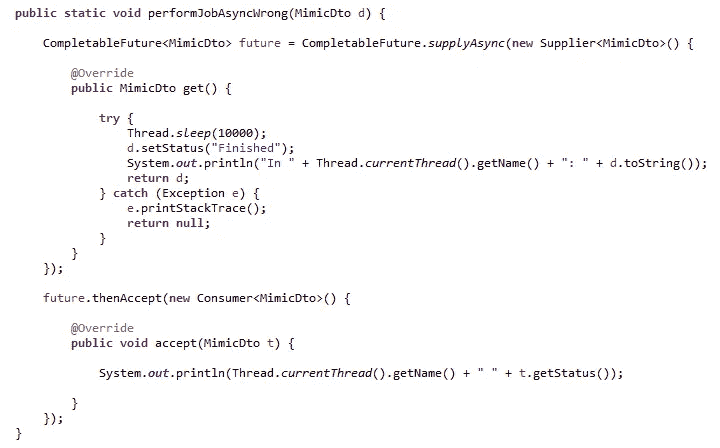 public static void performJobAsyncWrong(MimicDto d) {
CompletableFuture<MimicDto> future = CompletableFuture.supplyAsync(new Supplier<MimicDto>() {
@Override
public MimicDto get() {
try {
Thread.sleep(10000);
d.setStatus("Finished");
System.out.println("In " + Thread.currentThread().getName() + ": " + d.toString());
return d;
} catch (Exception e) {
e.printStackTrace();
return null;
}
}
});
future.thenAccept(new Consumer<MimicDto>() {
@Override
public void accept(MimicDto t) {
System.out.println(Thread.currentThread().getName() + " " + t.getStatus());
}
});
}